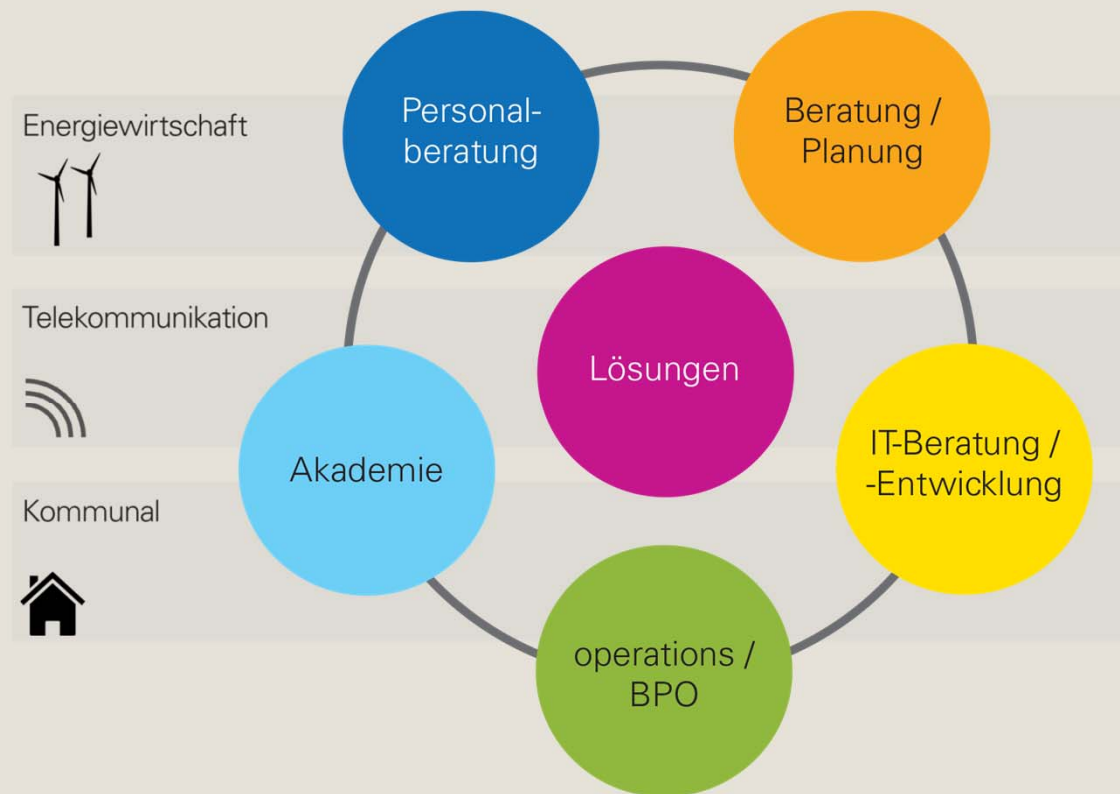 Energiewirtschaft
Telekommunikation
Kommunal
Personal-
beratung
Beratung /
Planung
Lösungen
Akademie
IT-Beratung /
-Entwicklung
operations /
BPO